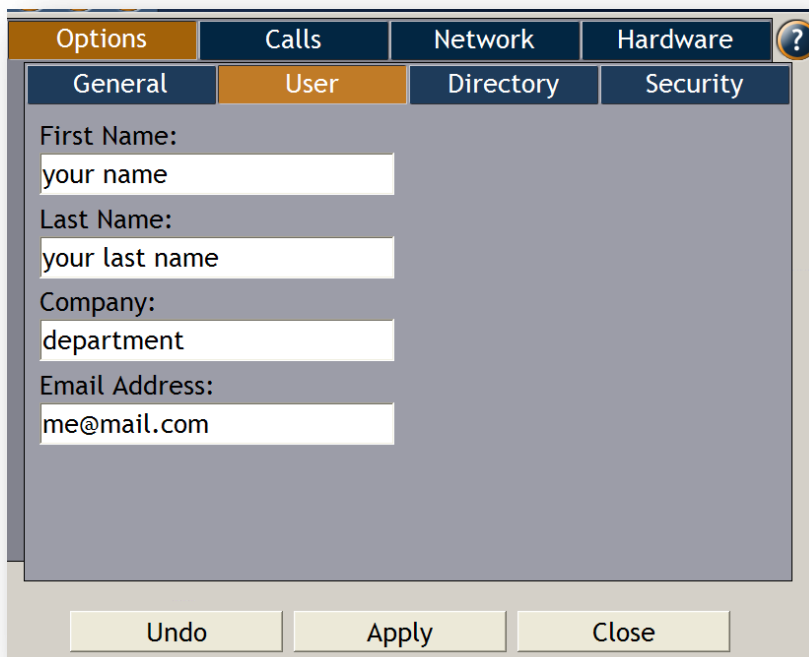 Options Calls Network Hardware ?
General User Directory Security
First Name:
your name
Last Name:
your last name
Company:
department
Email Address:
me@mail.com
Undo Apply Close